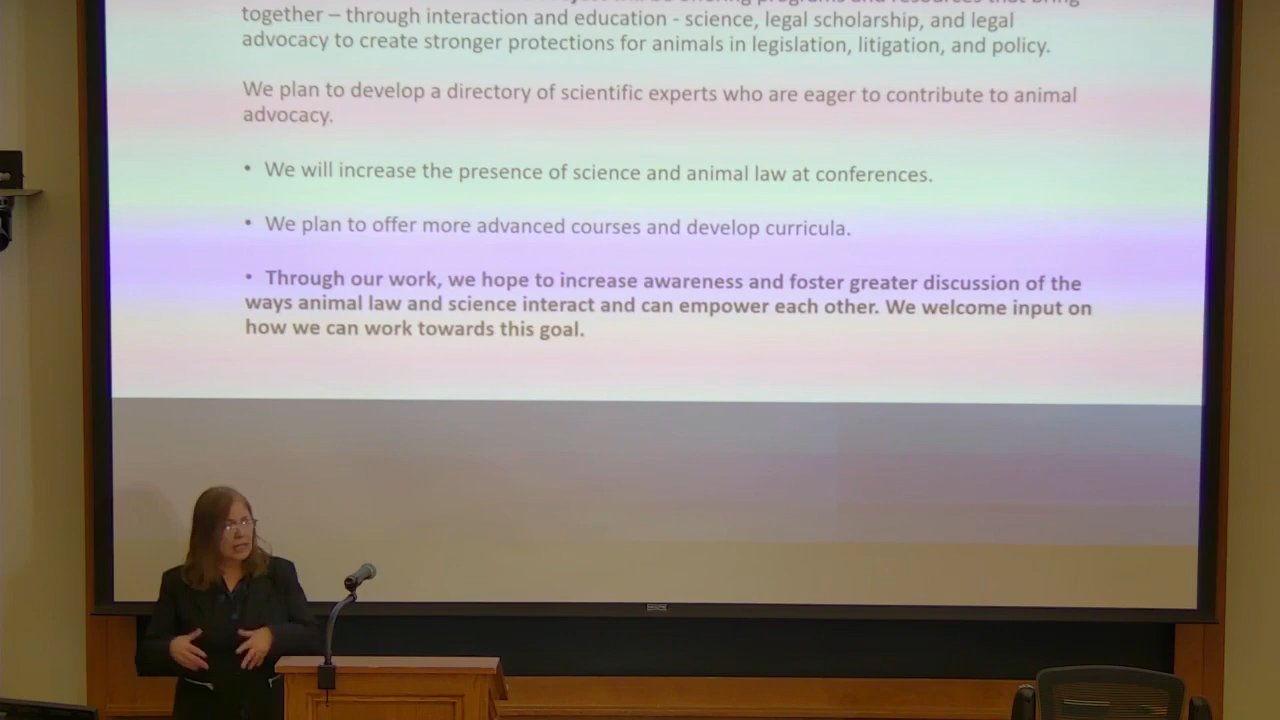 together – through interaction and education - science, legal scholarship, and legal
advocacy to create stronger protections for animals in legislation, litigation, and policy.
We plan to develop a directory of scientific experts who are eager to contribute to animal
advocacy.
• We will increase the presence of science and animal law at conferences.
• We plan to offer more advanced courses and develop curricula.
• Through our work, we hope to increase awareness and foster greater discussion of the
ways animal law and science interact and can empower each other. We welcome input on
how we can work towards this goal.